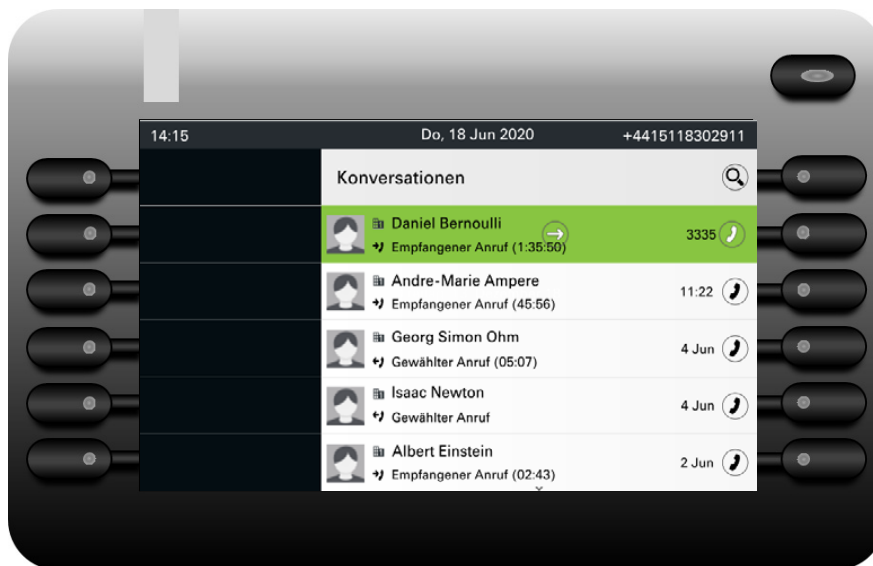 14:15 Do, 18 Jun 2020 +4415118302911
Konversationen
Daniel Bernoulli
Empfangener Anruf (1:35:50) 3335
Andre-Marie Ampere
Empfangener Anruf (45:56) 11:22
Georg Simon Ohm
Gewählter Anruf (05:07) 4 Jun
Isaac Newton
Gewählter Anruf 4 Jun
Albert Einstein
Empfangener Anruf (02:43) 2 Jun